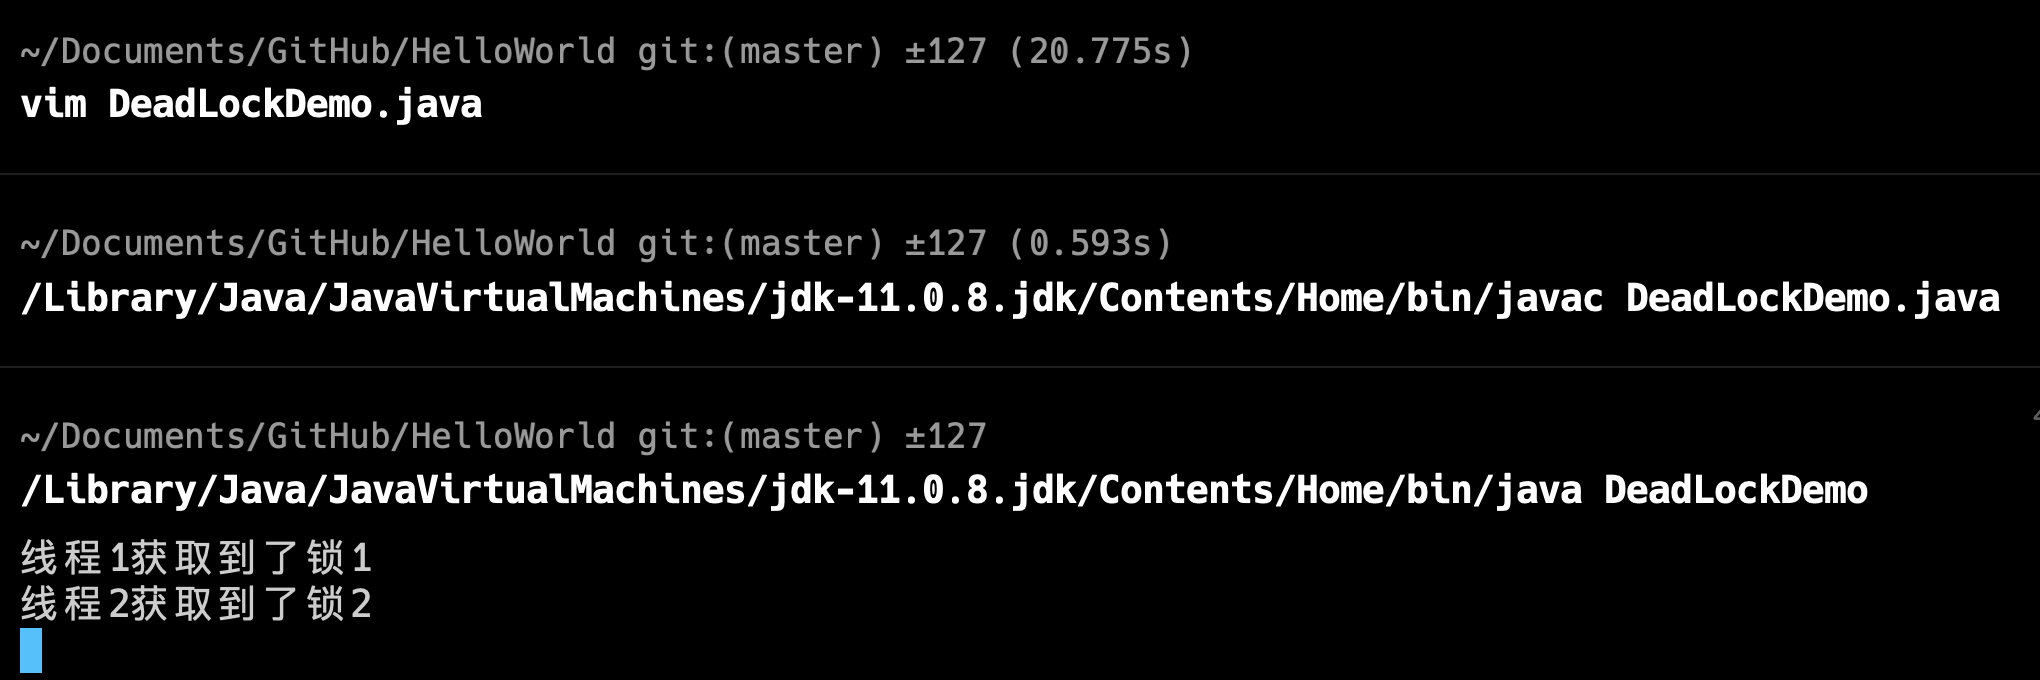 ~/Documents/GitHub/HelloWorld git:(master) ±127 (20.775s)
vim DeadLockDemo.java
~/Documents/GitHub/HelloWorld git:(master) ±127 (0.593s)
/Library/Java/JavaVirtualMachines/jdk-11.0.8.jdk/Contents/Home/bin/javac DeadLockDemo.java
~/Documents/GitHub/HelloWorld git:(master) ±127
/Library/Java/JavaVirtualMachines/jdk-11.0.8.jdk/Contents/Home/bin/java DeadLockDemo
线程1获取到了锁1
线程2获取到了锁2